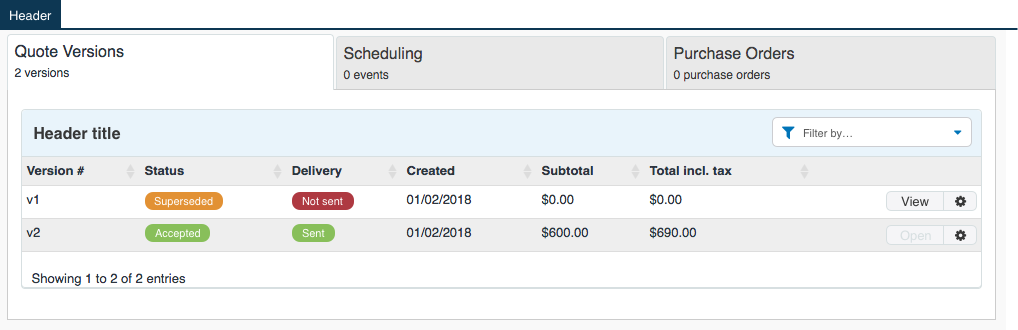 Header
Quote Versions
2 versions
Scheduling
0 events
Purchase Orders
0 purchase orders
Header title
Filter by…
Version # Status Delivery Created Subtotal Total incl. tax
v1 Superseded Not sent 01/02/2018 $0.00 $0.00 View
v2 Accepted Sent 01/02/2018 $600.00 $690.00 Open
Showing 1 to 2 of 2 entries